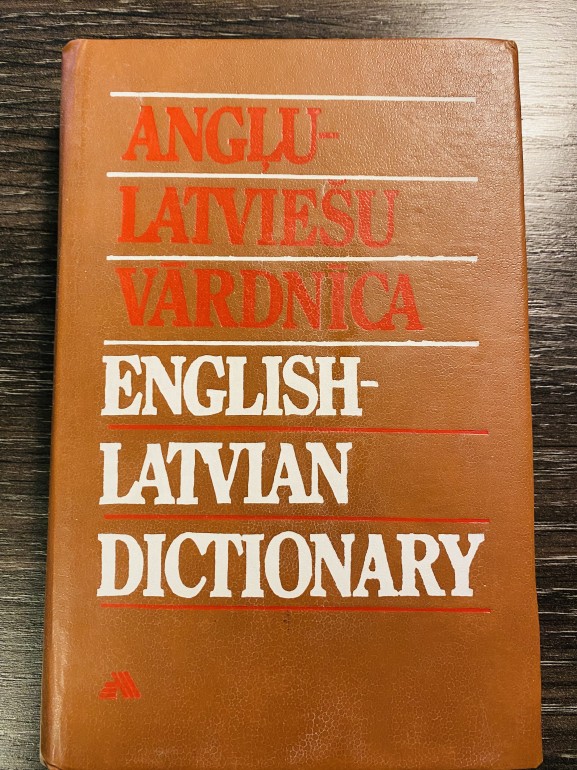 ANGĻU-
LATVIEŠU
VĀRDNĪCA
ENGLISH-
LATVIAN
DICTIONARY